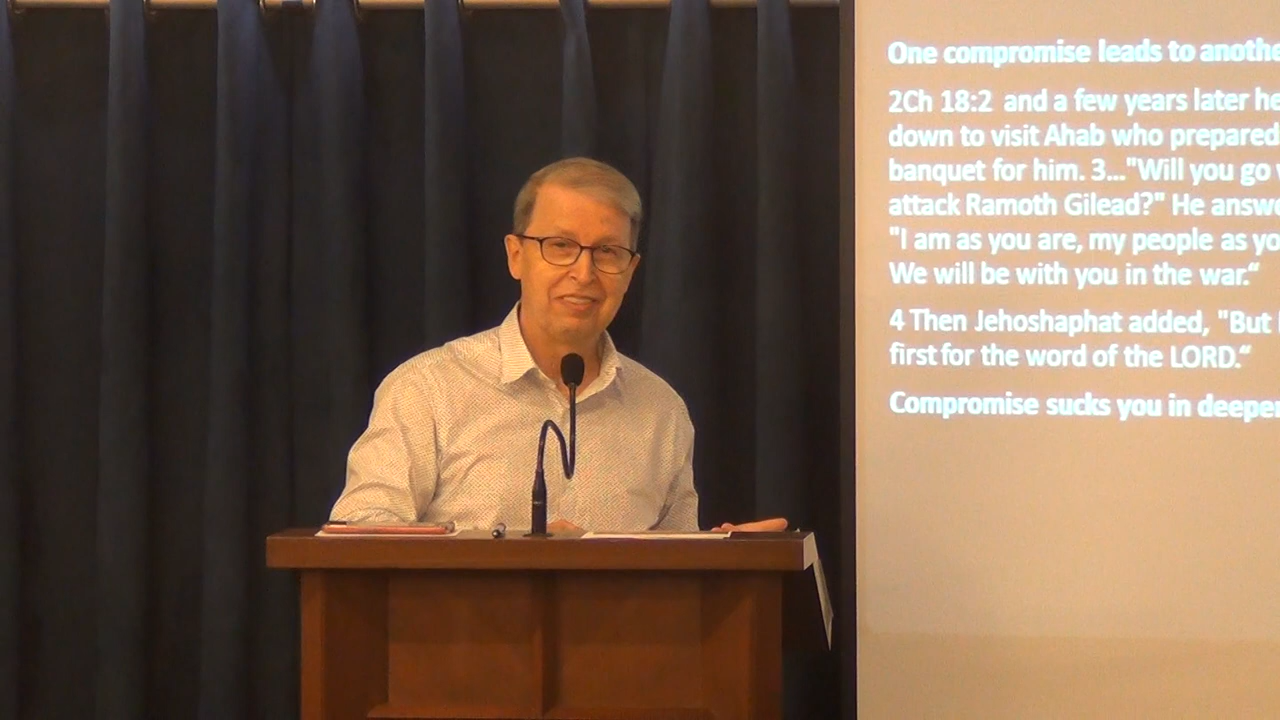 One compromise leads to anothe
2Ch 18:2 and a few years later he
down to visit Ahab who prepared
banquet for him. 3..."Will you go
attack Ramoth Gilead?" He answ
"I am as you are, my people as yo
We will be with you in the war.“
4 Then Jehoshaphat added, "But
first for the word of the LORD.“
Compromise sucks you in deeper